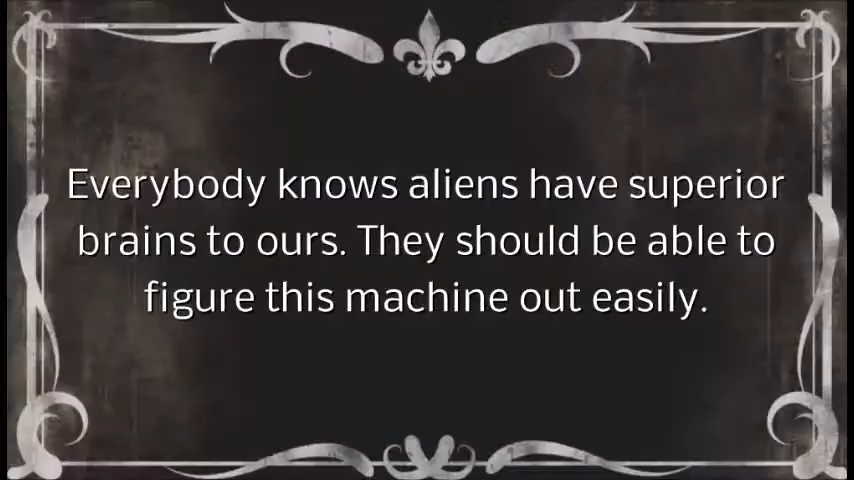 Everybody knows aliens have superior
brains to ours. They should be able to
figure this machine out easily.